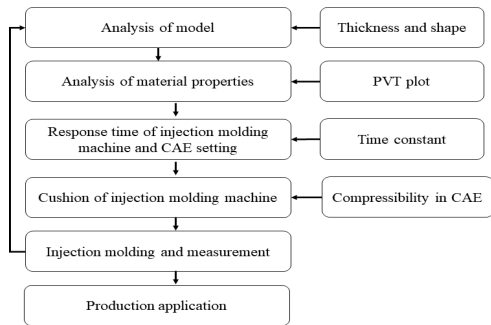 Analysis of model
Thickness and shape
Analysis of material properties
PVT plot
Response time of injection molding
machine and CAE setting
Time constant
Cushion of injection molding machine
Compressibility in CAE
Injection molding and measurement
Production application